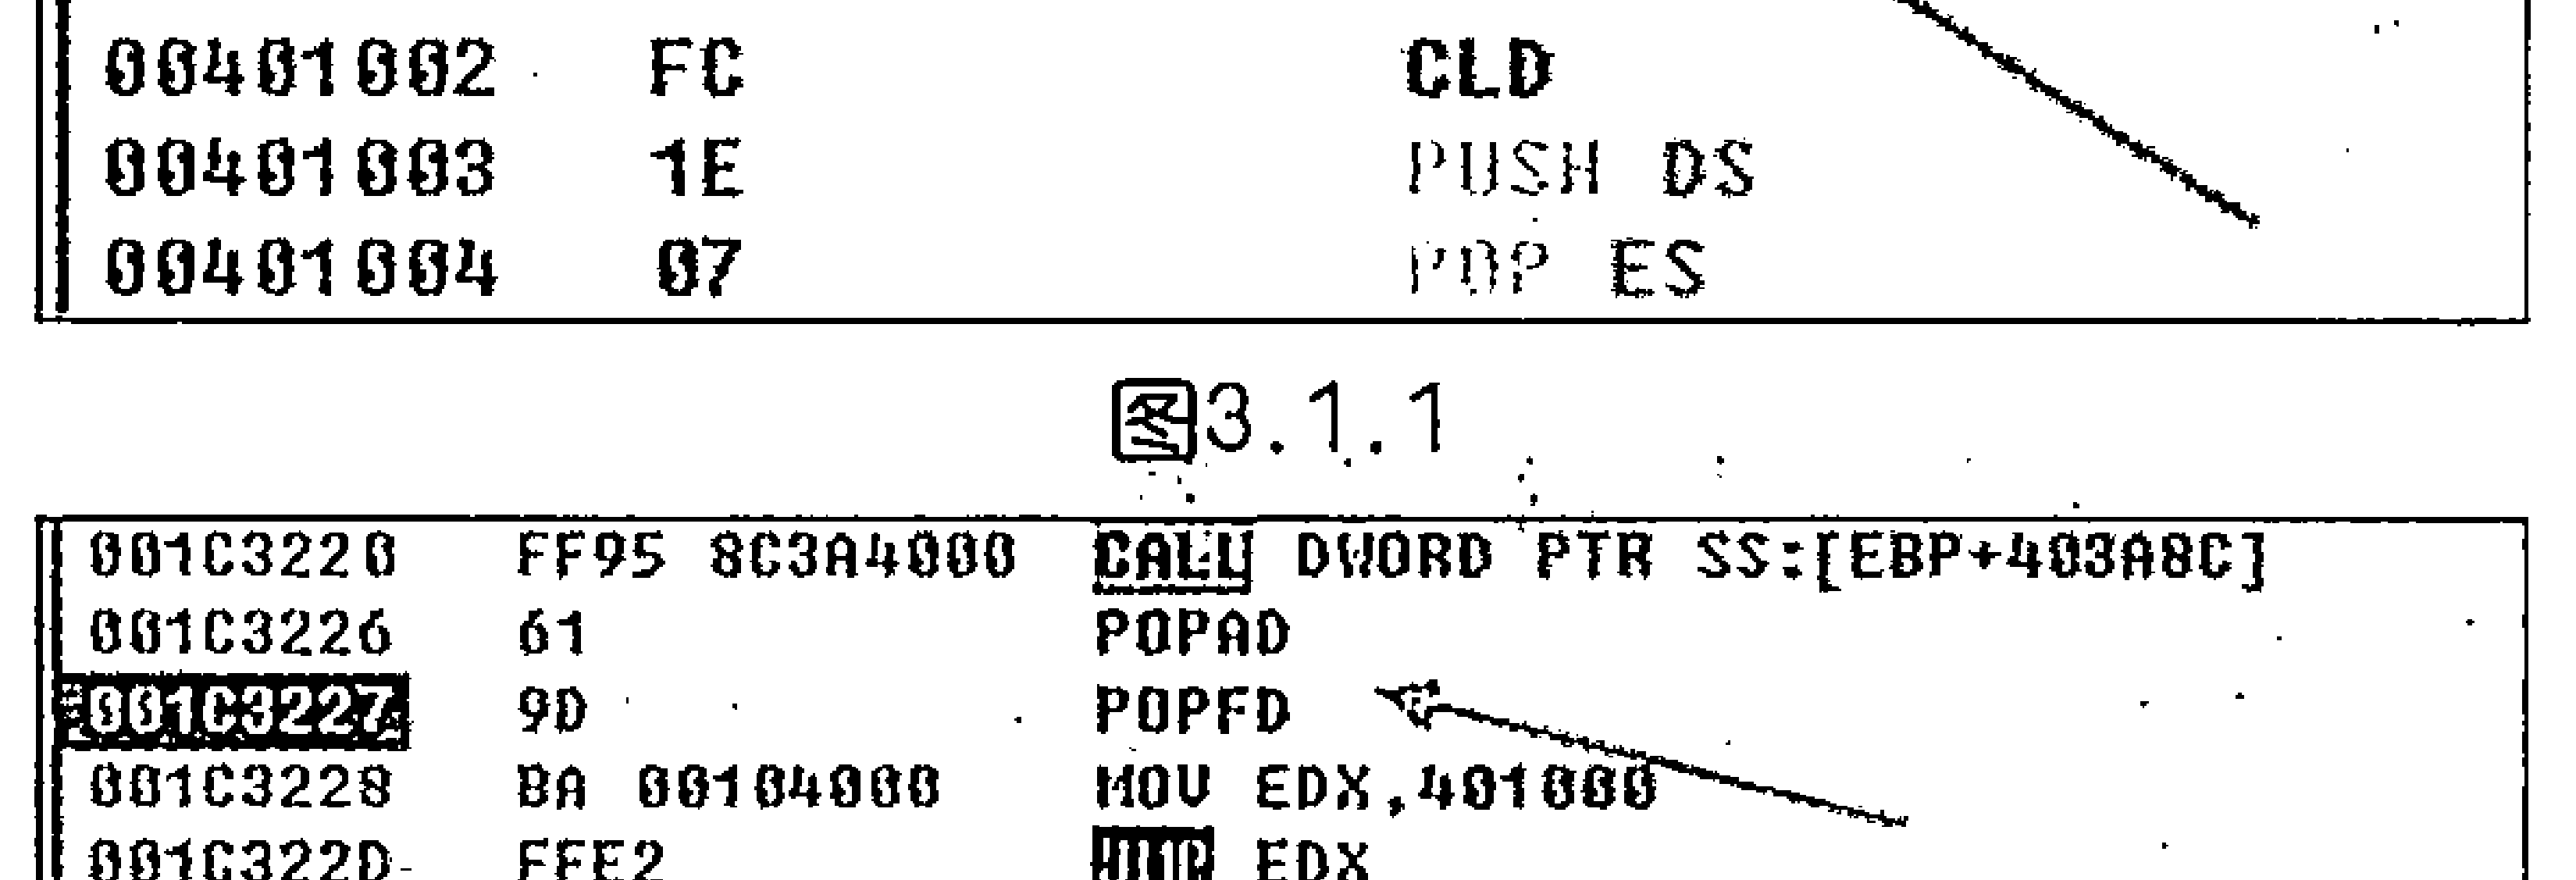 00401002 FC CLD
00401003 1E PUSH DS
00401004 07 POP ES
图3.1.1
001C3220 FF95 8C3A4000 CALL DWORD PTR SS:[EBP+403A8C]
001C3226 61 POPAD
001C3227 9D POPFD
001C3228 BA 00104000 MOV EDX,401000
001C322D FFE2 JMP EDX